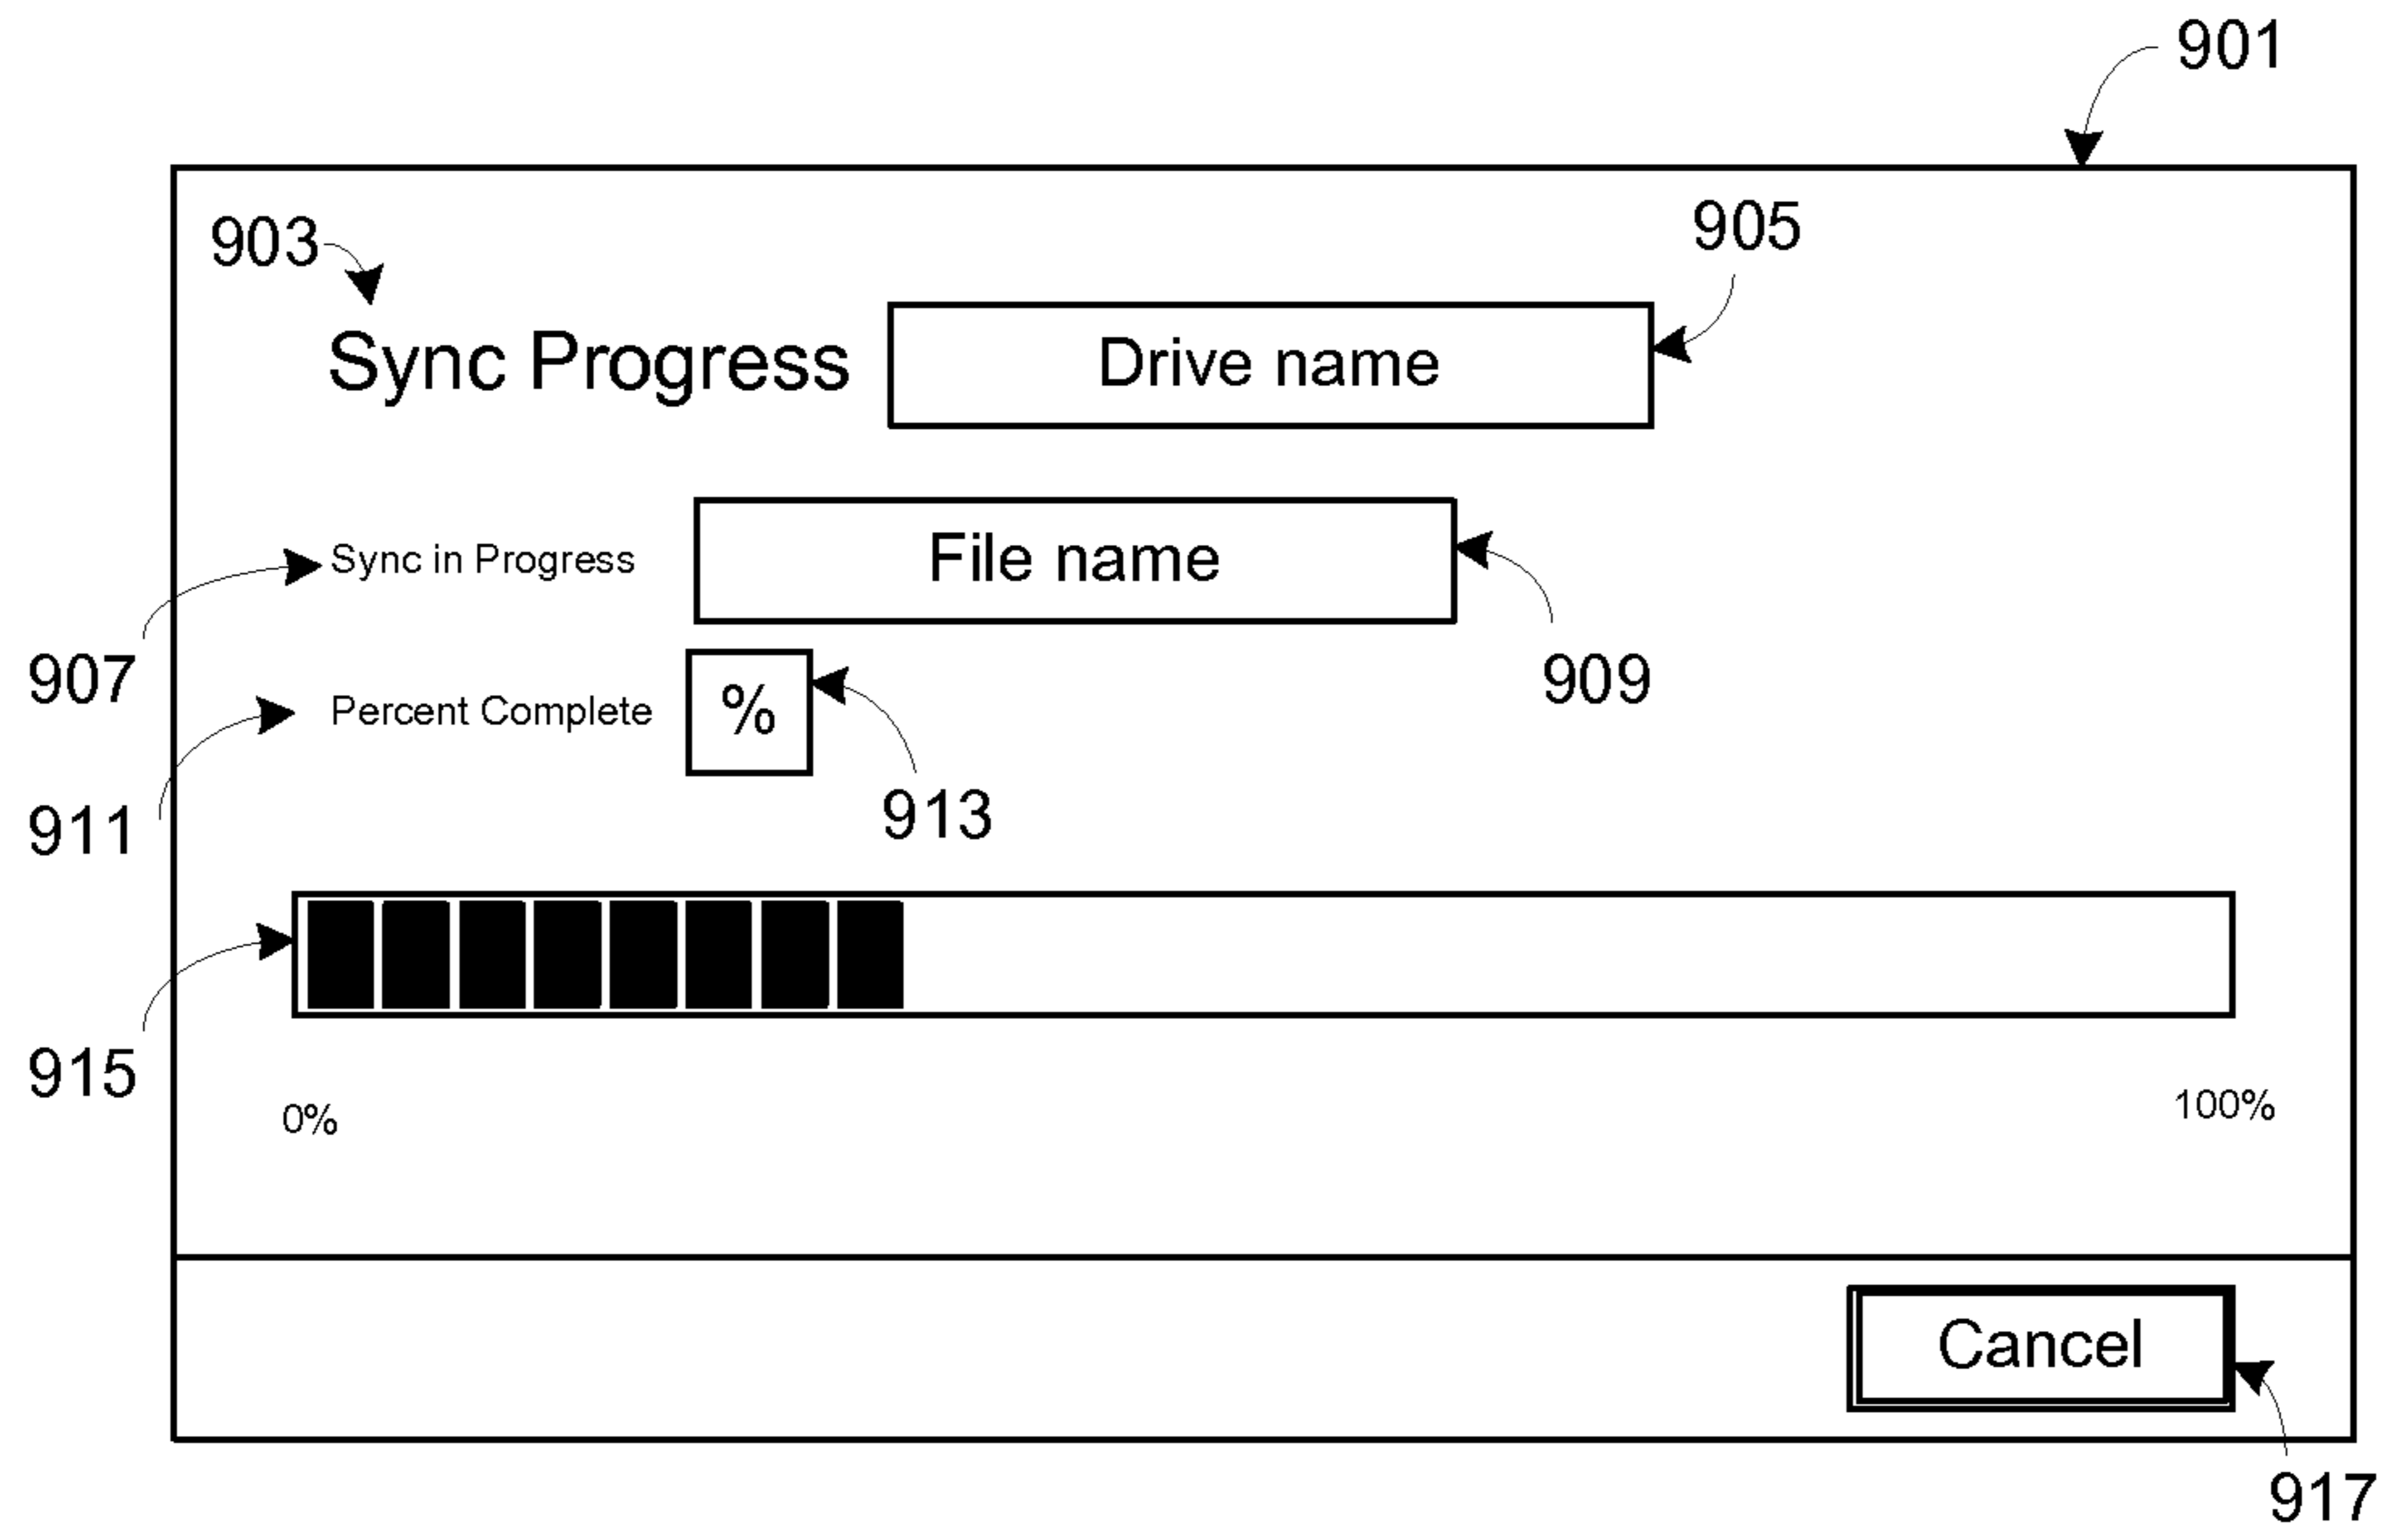 901
903
905
Sync Progress Drive name
Sync in Progress File name
907
909
Percent Complete %
911
913
915
0% 100%
Cancel
917